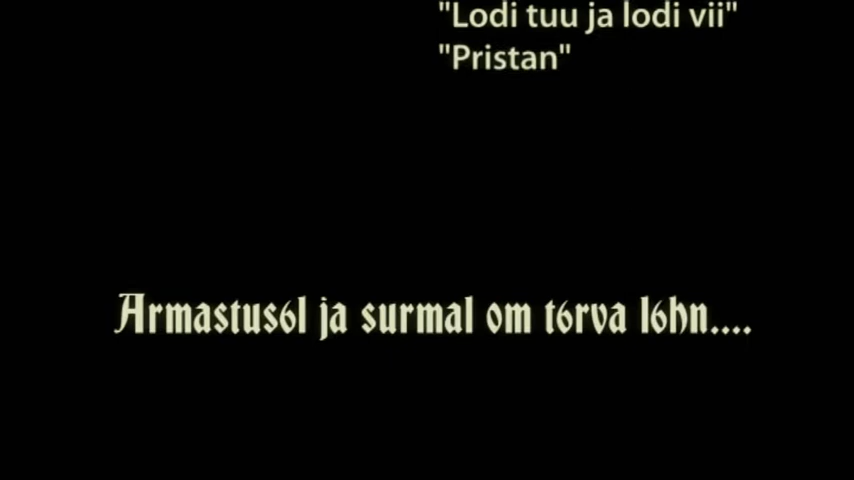 "Lodi tuu ja lodi vii"
"Pristan"
Armastus6l ja surmal om t6rva l6hn....